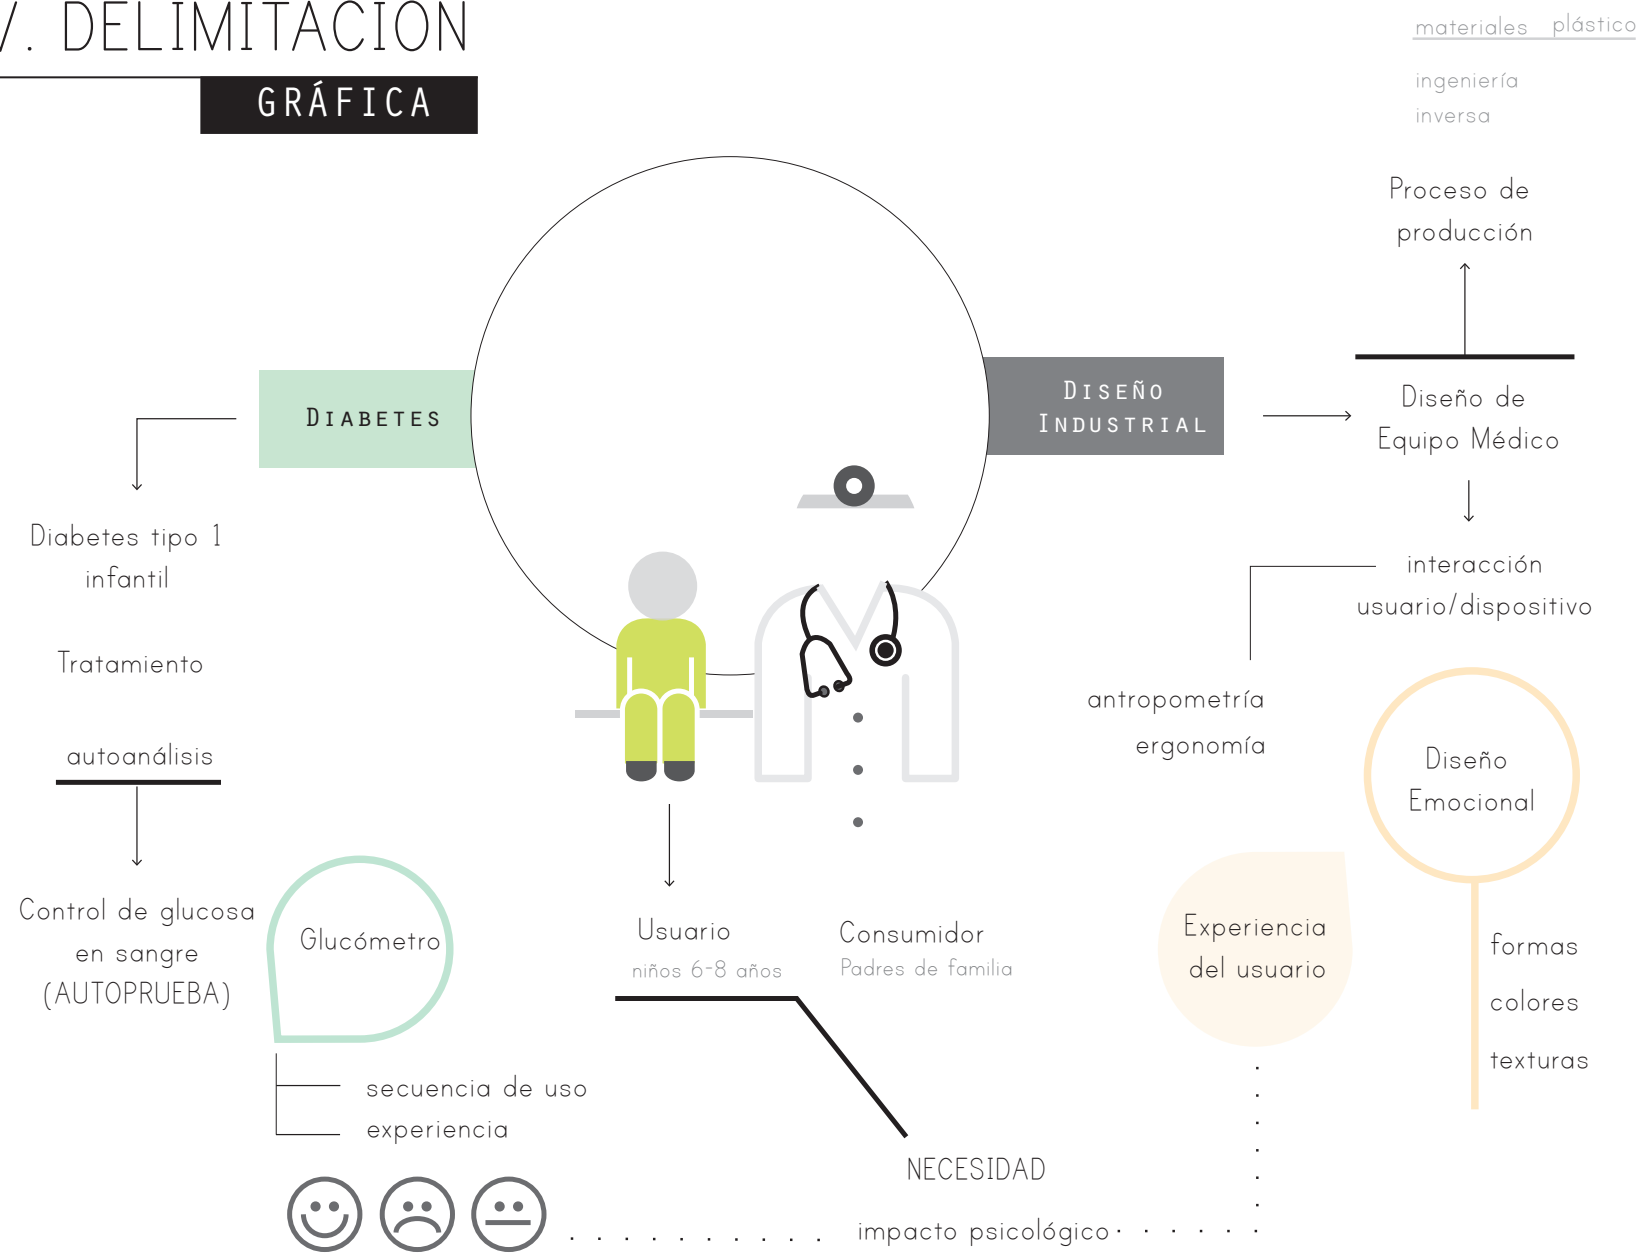 V. DELIMITACIÓN
GRÁFICA
materiales plástico
ingeniería
inversa
Proceso de
producción
Diabetes
Diseño
Industrial
Diseño de
Equipo Médico
Diabetes tipo 1
infantil
interacción
usuario/dispositivo
Tratamiento
antropometría
ergonomía
autoanálisis
Diseño
Emocional
Control de glucosa
en sangre
(AUTOPRUEBA)
Glucómetro
Usuario
niños 6-8 años
Consumidor
Padres de familia
Experiencia
del usuario
formas
colores
texturas
secuencia de uso
experiencia
NECESIDAD
impacto psicológico